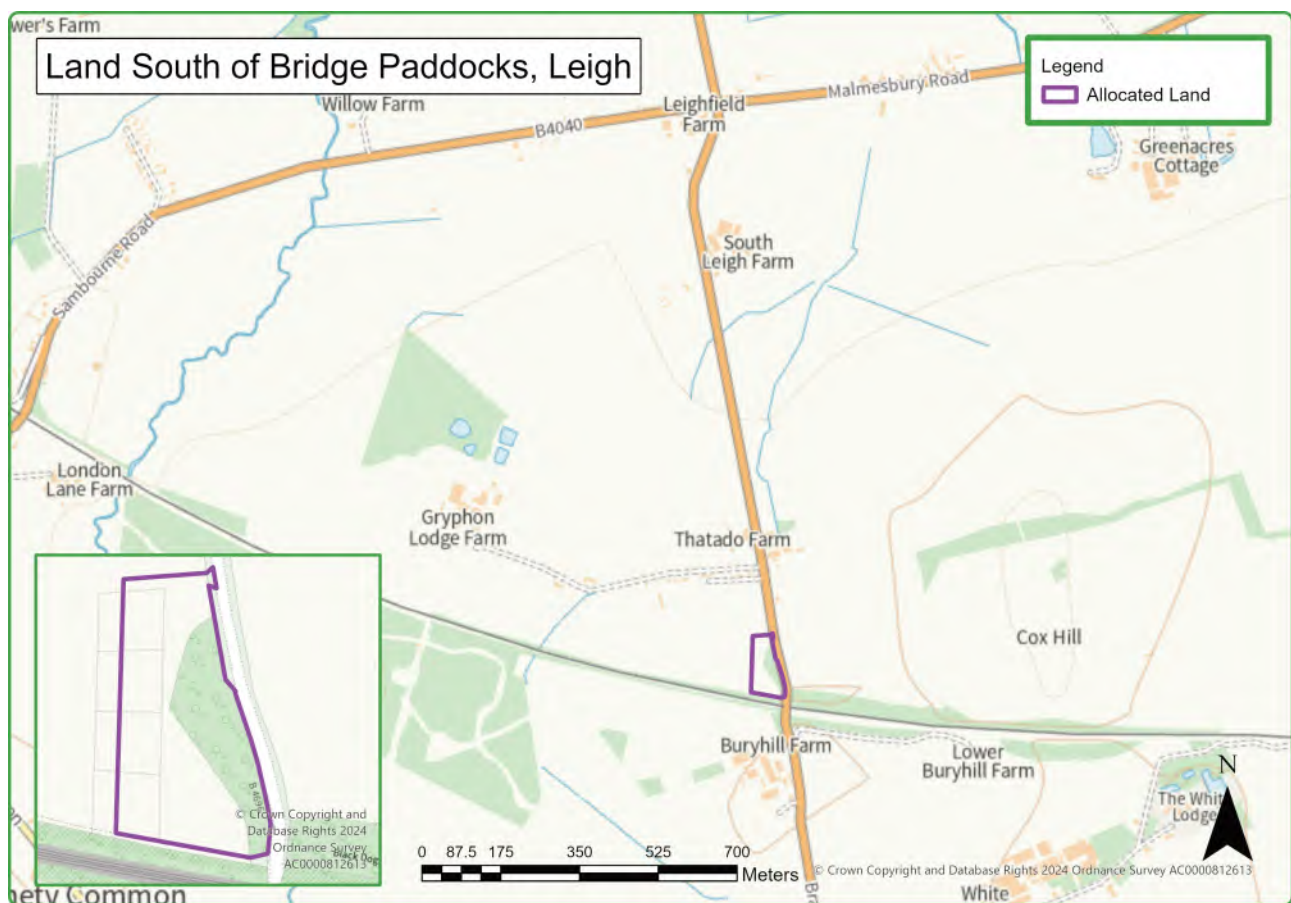 wer's Farm
Land South of Bridge Paddocks, Leigh
Legend
Allocated Land
Willow Farm
Leighfield
Farm
Malmesbury Road
B4040
Greenacres
Cottage
Sambourne Road
South
Leigh Farm
London
Lane Farm
Gryphon
Lodge Farm
Thatado Farm
Cox Hill
Buryhill Farm
Lower
Buryhill Farm
N
The Whit
Lodge
© Crown Copyright and
Database Rights 2024
Ordnance Survey
AC0000812613
Black Dog
0 87.5 175 350 525 700
Meters
© Crown Copyright and Database Rights 2024 Ordnance Survey AC0000812613
nety Common
White